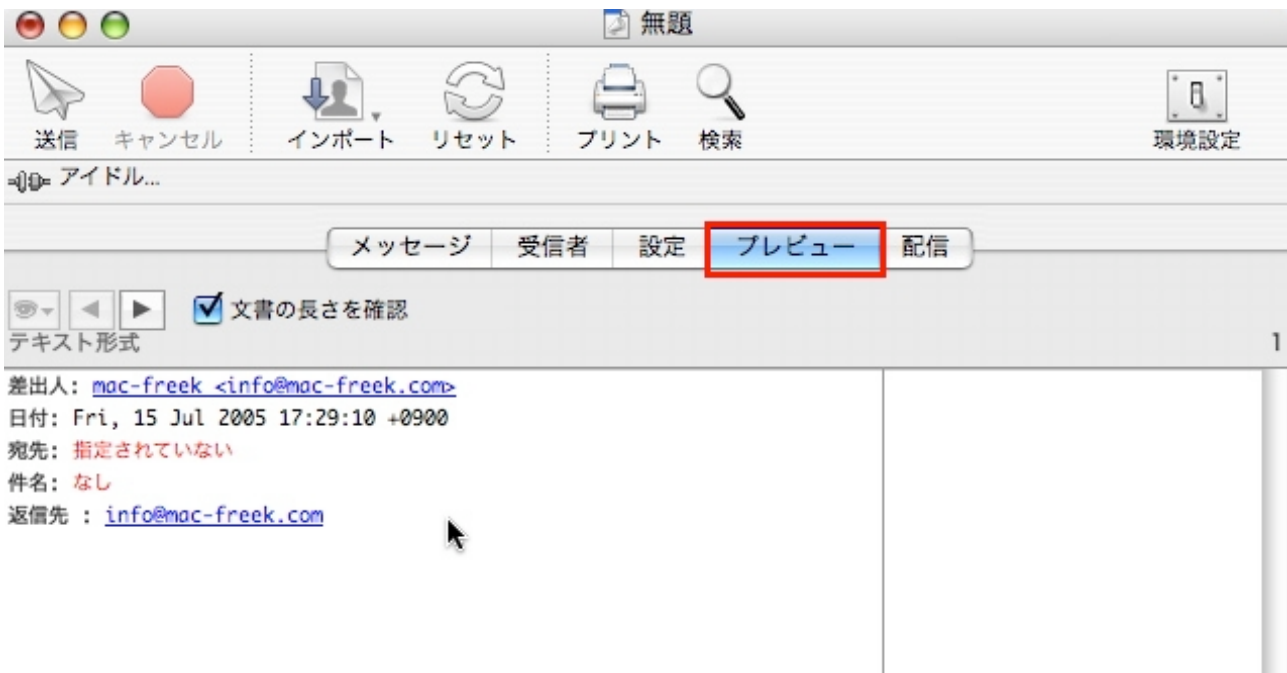 無題
送信 キャンセル インポート リセット プリント 検索 環境設定
アイドル...
メッセージ 受信者 設定 プレビュー 配信
文書の長さを確認
テキスト形式 1
差出人: mac-freek <info@mac-freek.com>
日付: Fri, 15 Jul 2005 17:29:10 +0900
宛先: 指定されていない
件名: なし
返信先 : info@mac-freek.com